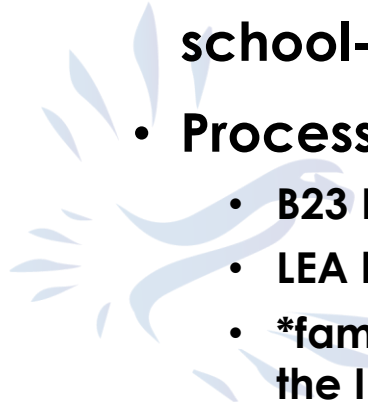 school-
• Process
• B23
• LEA
• *fam
the